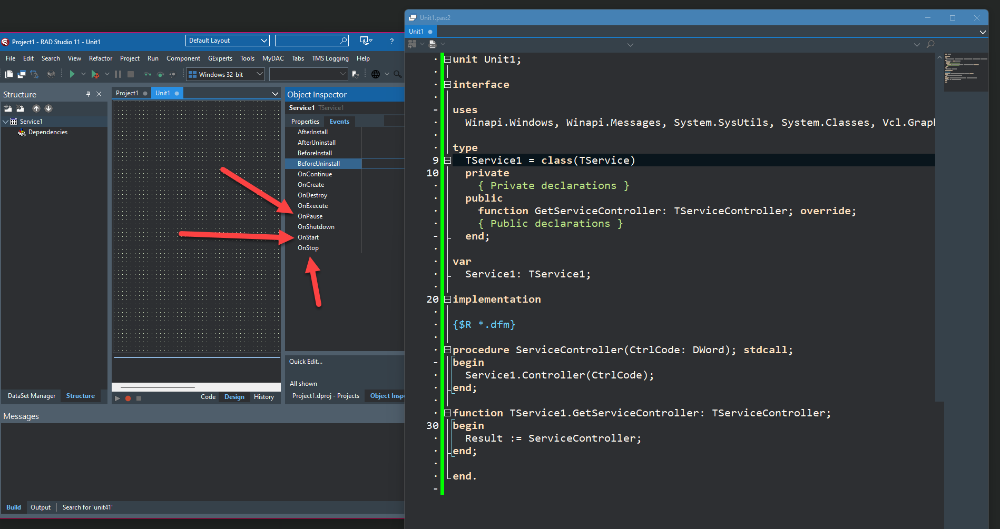 Project1 - RAD Studio 11 - Unit1
Default Layout
?
File Edit Search View Refactor Project Run Component GExperts Tools MyDAC Tabs TMS Logging Help
Windows 32-bit
Structure
Service1
Dependencies
DataSet Manager
Structure
Project1
Unit1
Code
Design
History
Object Inspector
Service1 TService1
Properties
Events
AfterInstall
AfterUninstall
BeforeInstall
BeforeUninstall
OnContinue
OnCreate
OnDestroy
OnExecute
OnPause
OnShutdown
OnStart
OnStop
Quick Edit...
All shown
Project1.dproj - Projects
Object Inspe
Messages
Build
Output
Search for 'unit41'
Unit1.pas:2
Unit1
unit Unit1;
interface
uses
Winapi.Windows, Winapi.Messages, System.SysUtils, System.Classes, Vcl.Graph
type
9 TService1 = class(TService)
10 private
{ Private declarations }
public
function GetServiceController: TServiceController; override;
{ Public declarations }
end;
var
Service1: TService1;
20 implementation
{$R *.dfm}
procedure ServiceController(CtrlCode: DWord); stdcall;
begin
Service1.Controller(CtrlCode);
end;
function TService1.GetServiceController: TServiceController;
30 begin
Result := ServiceController;
end;
end.